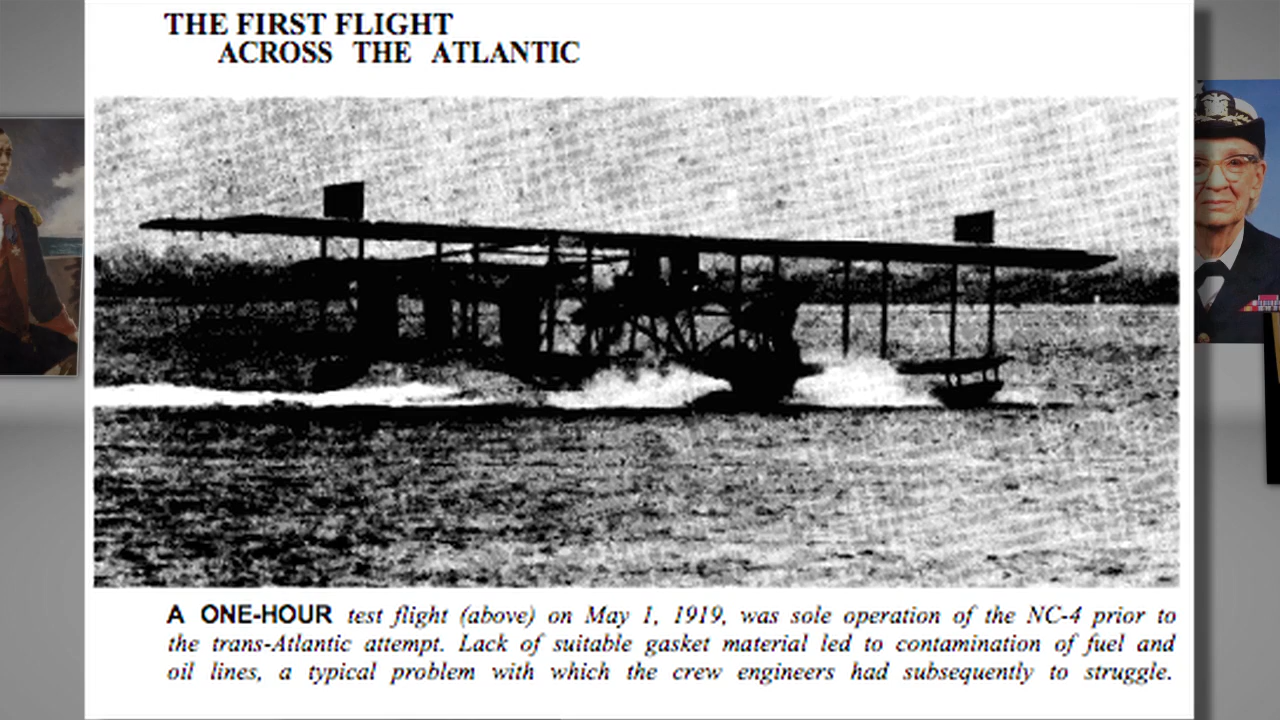 THE FIRST FLIGHT
ACROSS THE ATLANTIC
A ONE-HOUR test flight (above) on May 1, 1919, was sole operation of the NC-4 prior to
the trans-Atlantic attempt. Lack of suitable gasket material led to contamination of fuel and
oil lines, a typical problem with which the crew engineers had subsequently to struggle.